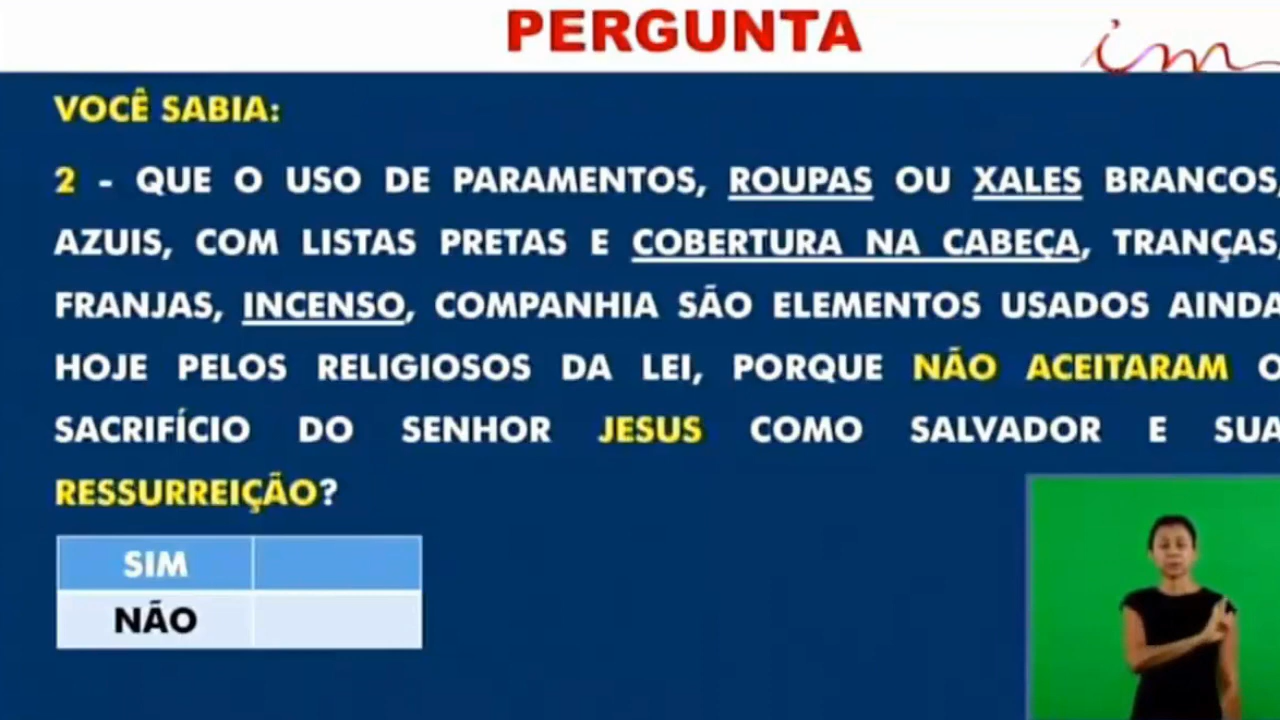 PERGUNTA
im
VOCÊ SABIA:
2 - QUE O USO DE PARAMENTOS, ROUPAS OU XALES BRANCOS,
AZUIS, COM LISTAS PRETAS E COBERTURA NA CABEÇA, TRANÇAS,
FRANJAS, INCENSO, COMPANHIA SÃO ELEMENTOS USADOS AINDA
HOJE PELOS RELIGIOSOS DA LEI, PORQUE NÃO ACEITARAM O
SACRIFÍCIO DO SENHOR JESUS COMO SALVADOR E SUA
RESSURREIÇÃO?
SIM
NÃO